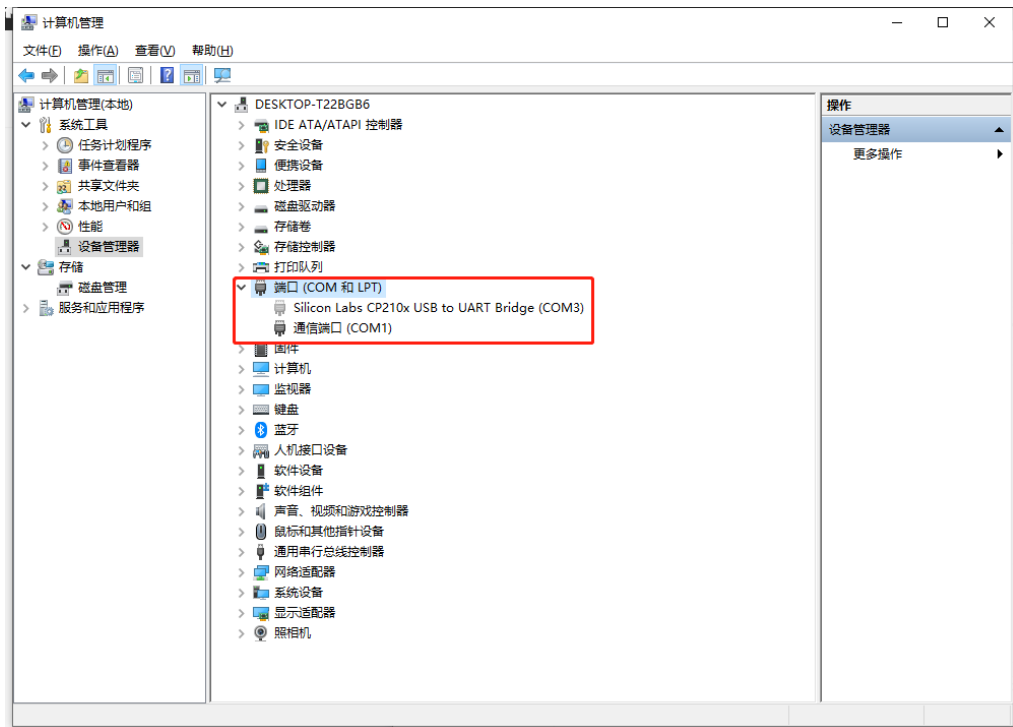 计算机管理
文件(F) 操作(A) 查看(V) 帮助(H)
计算机管理(本地)
系统工具
任务计划程序
事件查看器
共享文件夹
本地用户和组
性能
设备管理器
存储
磁盘管理
服务和应用程序
DESKTOP-T22BGB6
IDE ATA/ATAPI 控制器
安全设备
便携设备
处理器
磁盘驱动器
存储卷
存储控制器
打印队列
端口 (COM 和 LPT)
Silicon Labs CP210x USB to UART Bridge (COM3)
通信端口 (COM1)
固件
计算机
监视器
键盘
蓝牙
人机接口设备
软件设备
软件组件
声音、视频和游戏控制器
鼠标和其他指针设备
通用串行总线控制器
网络适配器
系统设备
显示适配器
照相机
操作
设备管理器
更多操作